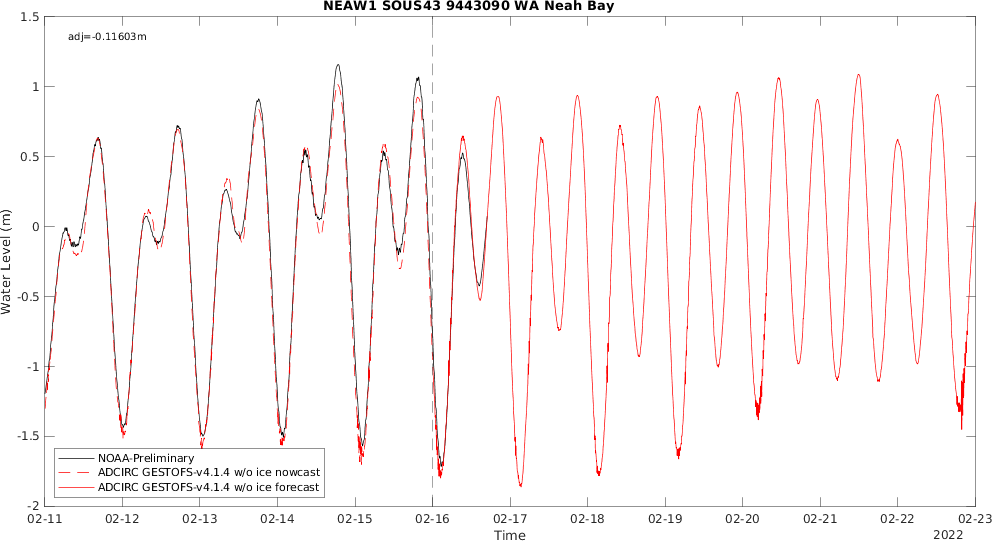 NEAW1 SOUS43 9443090 WA Neah Bay
adj=-0.11603m
1.5
1
0.5
0
-0.5
-1
-1.5
-2
Water Level (m)
NOAA-Preliminary
ADCIRC GESTOFS-v4.1.4 w/o ice nowcast
ADCIRC GESTOFS-v4.1.4 w/o ice forecast
02-11 02-12 02-13 02-14 02-15 02-16 02-17 02-18 02-19 02-20 02-21 02-22 02-23
Time
2022